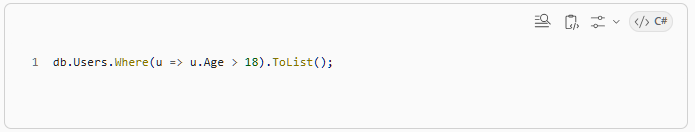 </> C#
1 db.Users.Where(u => u.Age > 18).ToList();